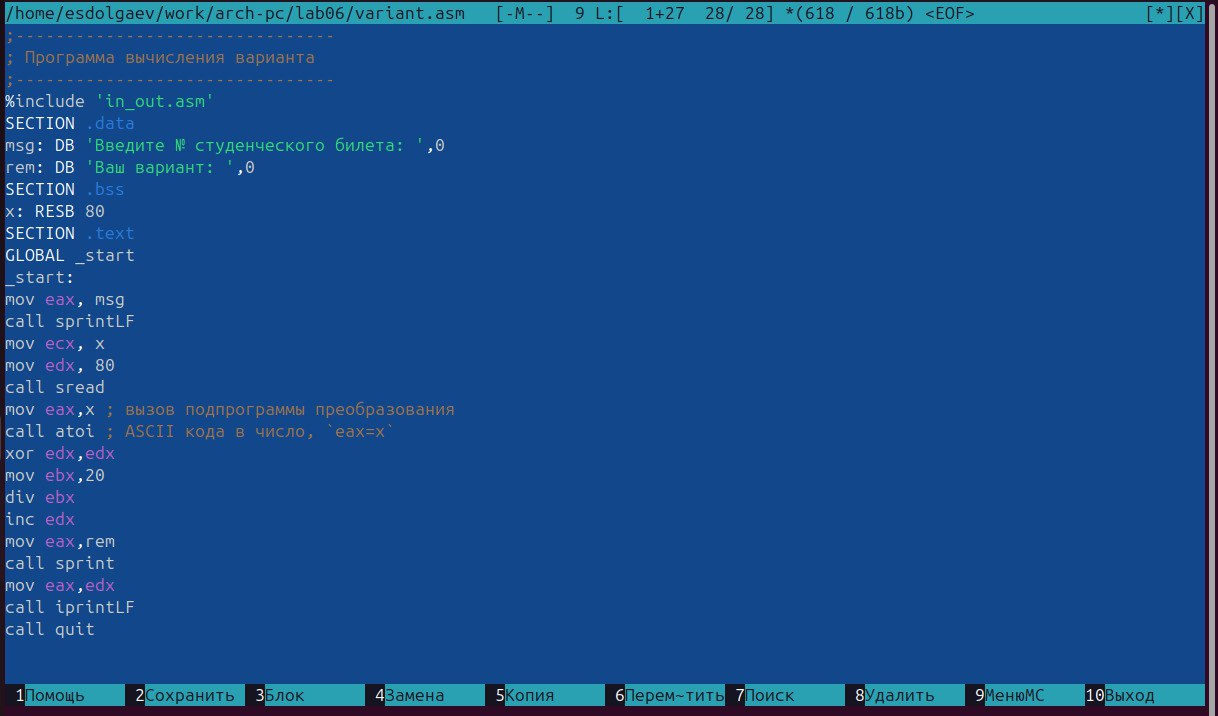 /home/esdolgaev/work/arch-pc/lab06/variant.asm   [-M--]  9 L:[  1+27  28/ 28] *(618 / 618b) <EOF>                 [*][X]
;--------------------------------
; Программа вычисления варианта
;--------------------------------
%include 'in_out.asm'
SECTION .data
msg: DB 'Введите № студенческого билета: ',0
rem: DB 'Ваш вариант: ',0
SECTION .bss
x: RESB 80
SECTION .text
GLOBAL _start
_start:
mov eax, msg
call sprintLF
mov ecx, x
mov edx, 80
call sread
mov eax,x ; вызов подпрограммы преобразования
call atoi ; ASCII кода в число, `eax=x`
xor edx,edx
mov ebx,20
div ebx
inc edx
mov eax,rem
call sprint
mov eax,edx
call iprintLF
call quit
1Помощь 2Сохранить 3Блок 4Замена 5Копия 6Перем~тить 7Поиск 8Удалить 9МенюMC 10Выход